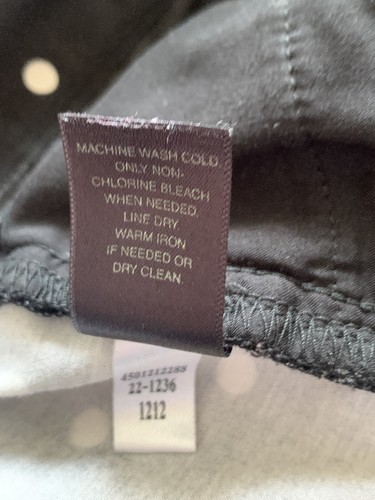 MACHINE WASH COLD.
ONLY NON-
CHLORINE BLEACH
WHEN NEEDED.
LINE DRY
WARM IRON
IF NEEDED OR
DRY CLEAN.
4501212288
22-1236
1212